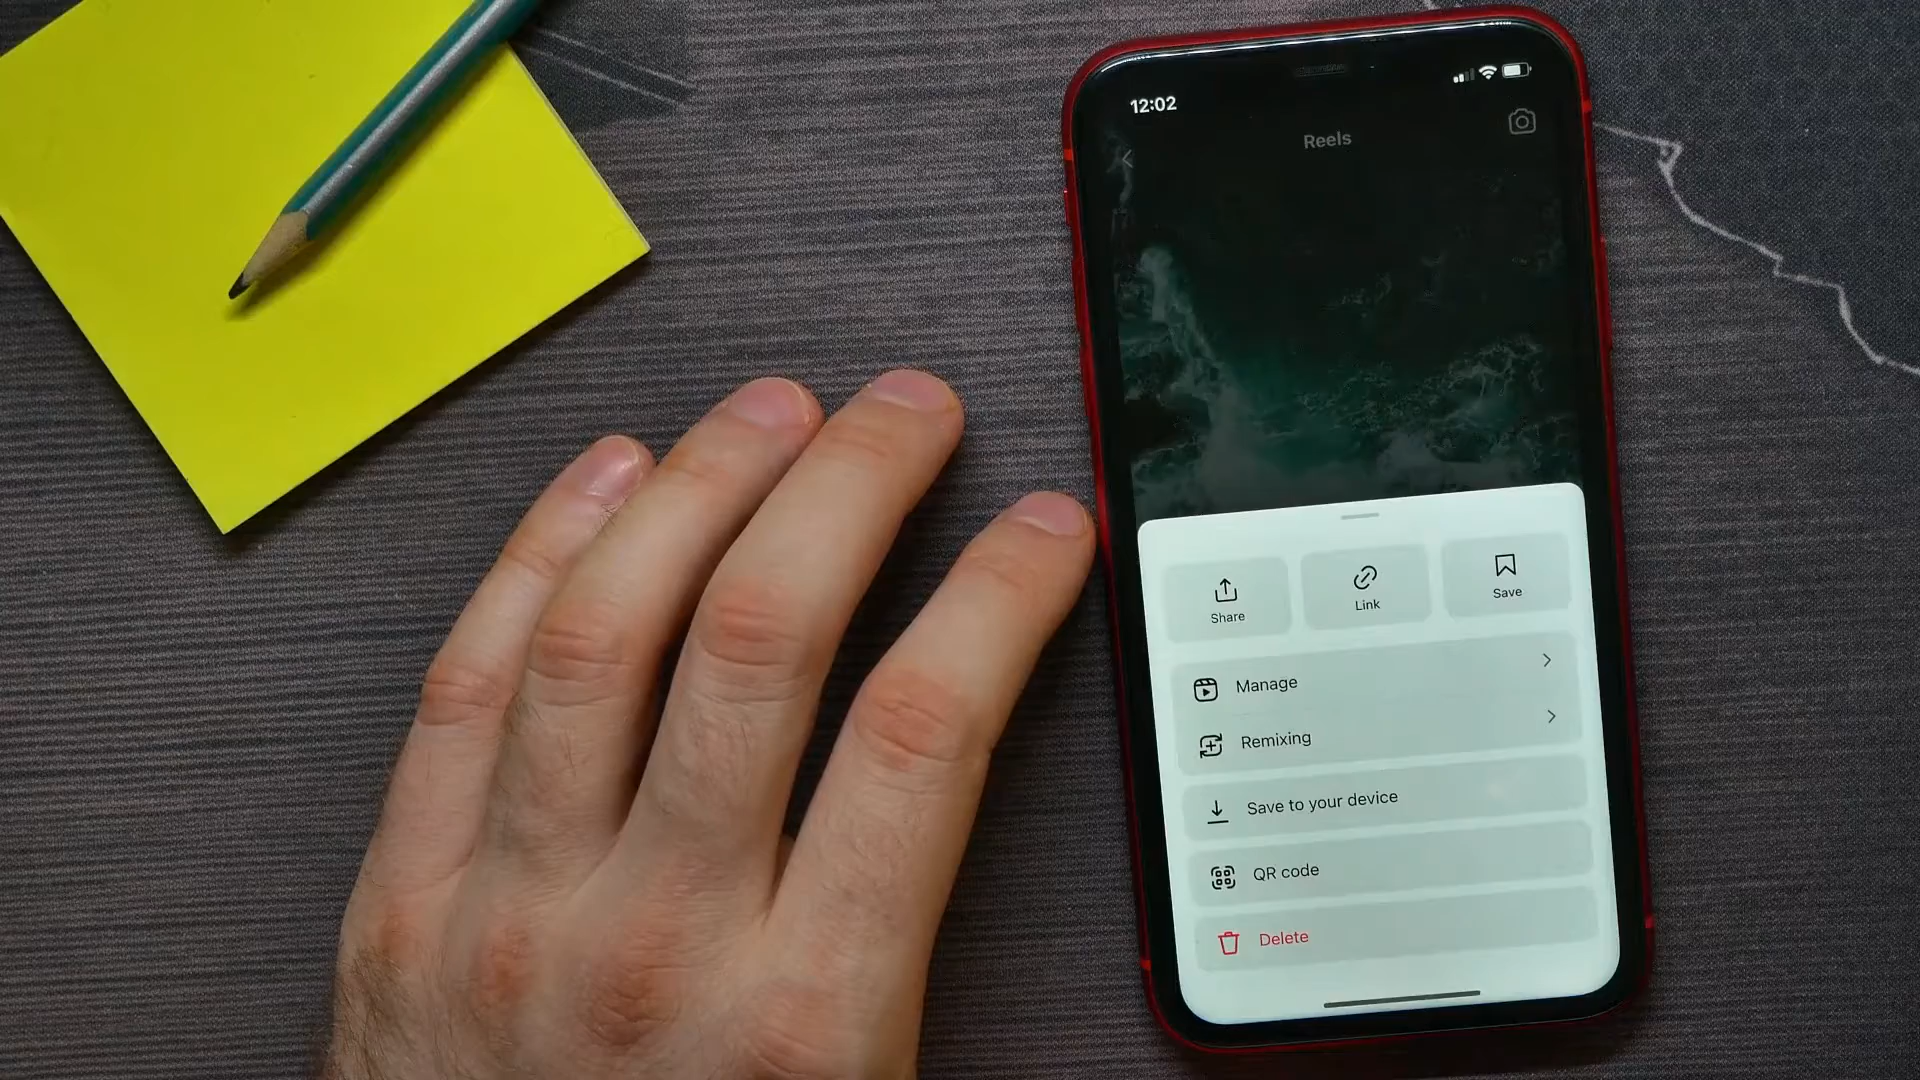 12:02
Reels
Share
Link
Save
Manage
Remixing
Save to your device
QR code
Delete